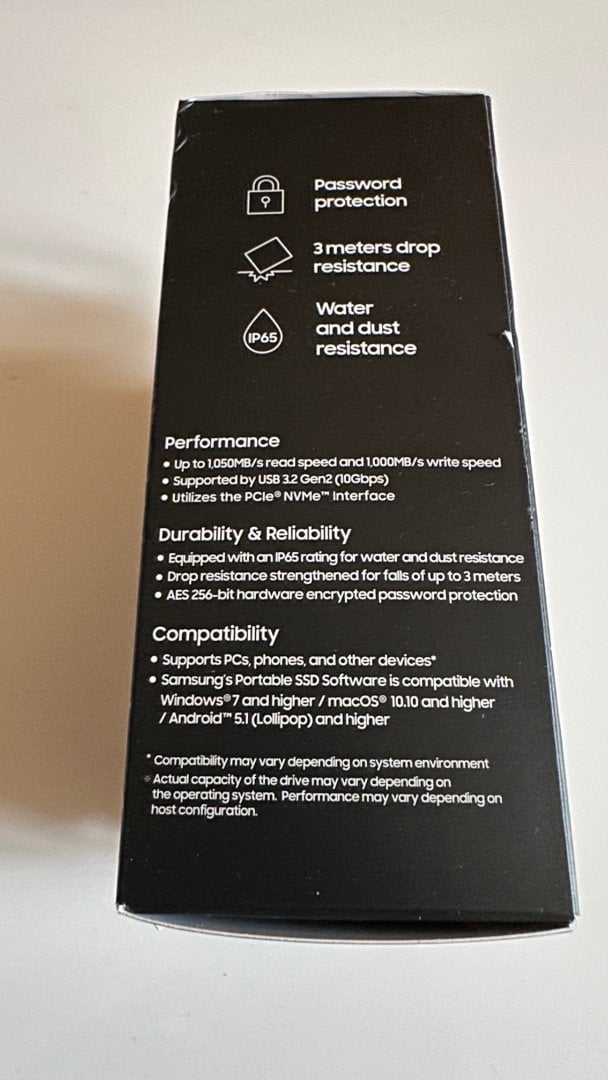 Password
protection
3 meters drop
resistance
Water
and dust
resistance
IP65
Performance
• Up to 1,050MB/s read speed and 1,000MB/s write speed
• Supported by USB 3.2 Gen2 (10Gbps)
• Utilizes the PCIe® NVMe™ Interface
Durability & Reliability
• Equipped with an IP65 rating for water and dust resistance
• Drop resistance strengthened for falls of up to 3 meters
• AES 256-bit hardware encrypted password protection
Compatibility
• Supports PCs, phones, and other devices*
• Samsung's Portable SSD Software is compatible with
Windows® 7 and higher / macOS® 10.10 and higher
/ Android™ 5.1 (Lollipop) and higher
* Compatibility may vary depending on system environment
※ Actual capacity of the drive may vary depending on
the operating system. Performance may vary depending on
host configuration.